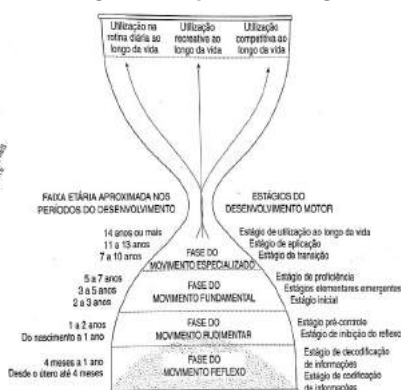 Utilização na
rotina diária ao
longo da vida
Utilização
recreativa ao
longo da vida
Utilização
competitiva ao
longo da vida
FAIXA ETÁRIA APROXIMADA NOS
PERÍODOS DO DESENVOLVIMENTO
ESTÁGIOS DO
DESENVOLVIMENTO MOTOR
14 anos ou mais
11 a 13 anos
7 a 10 anos
FASE DO
MOVIMENTO ESPECIALIZADO
Estágio de utilização ao longo da vida
Estágio de aplicação
Estágio de transição
5 a 7 anos
3 a 5 anos
2 a 3 anos
FASE DO
MOVIMENTO FUNDAMENTAL
Estágio de proficiência
Estágios elementares emergentes
Estágio inicial
1 a 2 anos
Do nascimento a 1 ano
FASE DO
MOVIMENTO RUDIMENTAR
Estágio pré-controle
Estágio de inibição do reflexo
4 meses a 1 ano
Desde o útero até 4 meses
FASE DO
MOVIMENTO REFLEXO
Estágio de decodificação
de informações
Estágio de codificação
de informações